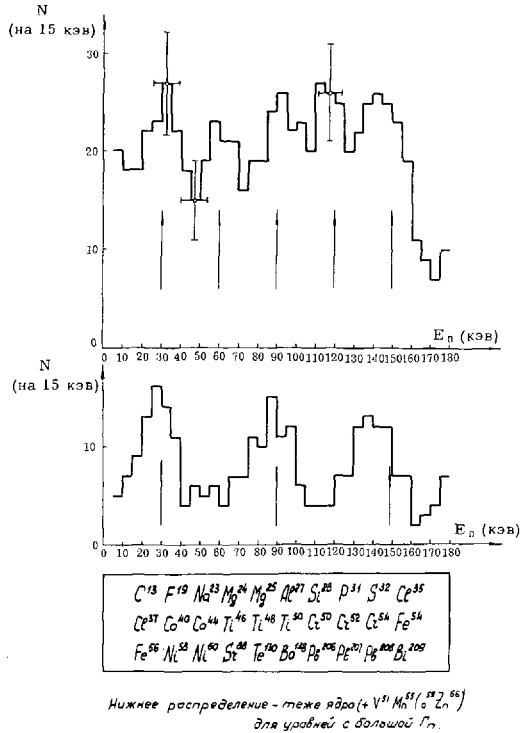 N
(на 15 кэв)
30
20
10
0
Eп (кэв)
0 10 20 30 40 50 60 70 80 90 100 110 120 130 140 150 160 170 180
N
(на 15 кэв)
10
Eп (кэв)
0 10 20 30 40 50 60 70 80 90 100 110 120 130 140 150 160 170 180
C¹³ F¹⁹ Na²³ Mg²⁴ Mg²⁵ Al²⁷ Si²⁸ P³¹ S³² Cl³⁵
Cl³⁷ Ca⁴⁰ Ca⁴⁴ Ti⁴⁶ Ti⁴⁸ Ti⁵⁰ Cr⁵⁰ Cr⁵² Cr⁵⁴ Fe⁵⁴
Fe⁵⁶ Ni⁵⁸ Ni⁶⁰ Sr⁸⁸ Te¹³⁰ Ba¹³⁸ Pb²⁰⁶ Pb²⁰⁷ Pb²⁰⁸ Bi²⁰⁹
Нижнее распределение - теже ядра (+ V⁵¹ Mn⁵⁵ Co⁵⁹ Zn⁶⁶)
для уровней с большой Гn.